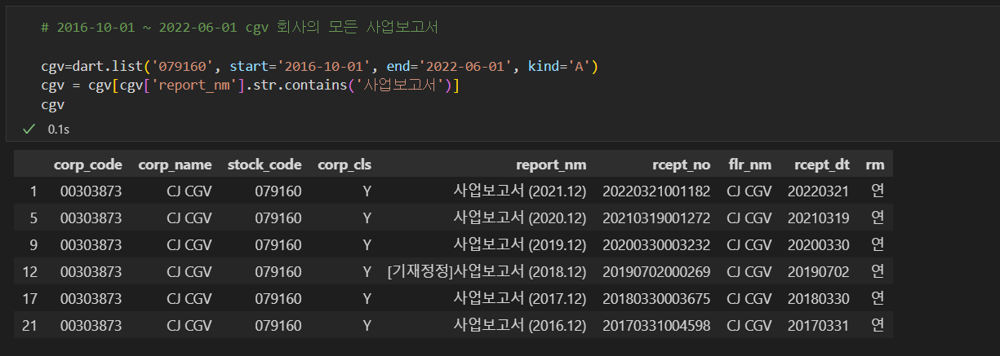 # 2016-10-01 ~ 2022-06-01 cgv 회사의 모든 사업보고서
cgv=dart.list('079160', start='2016-10-01', end='2022-06-01', kind='A')
cgv = cgv[cgv['report_nm'].str.contains('사업보고서')]
cgv
0.1s
corp_code corp_name stock_code corp_cls report_nm rcept_no flr_nm rcept_dt rm
1 00303873 CJ CGV 079160 Y 사업보고서 (2021.12) 20220321001182 CJ CGV 20220321 연
5 00303873 CJ CGV 079160 Y 사업보고서 (2020.12) 20210319001272 CJ CGV 20210319 연
9 00303873 CJ CGV 079160 Y 사업보고서 (2019.12) 20200330003232 CJ CGV 20200330 연
12 00303873 CJ CGV 079160 Y [기재정정]사업보고서 (2018.12) 20190702000269 CJ CGV 20190702 연
17 00303873 CJ CGV 079160 Y 사업보고서 (2017.12) 20180330003675 CJ CGV 20180330 연
21 00303873 CJ CGV 079160 Y 사업보고서 (2016.12) 20170331004598 CJ CGV 20170331 연